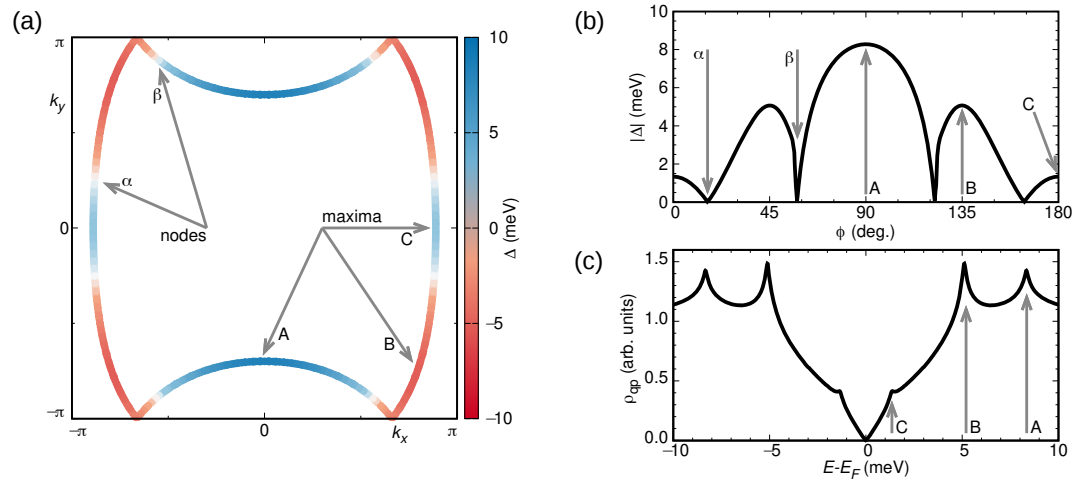 (a)
π
k_y
0
−π
−π
0
k_x
π
β
α
nodes
maxima
C
A
B
10
5
0
−5
−10
Δ (meV)
(b)
10
8
6
4
2
0
|Δ| (meV)
α
β
A
B
C
0
45
90
135
180
ϕ (deg.)
(c)
1.5
1.0
0.5
0.0
ρ_qp (arb. units)
C
B
A
−10
−5
0
5
10
E-E_F (meV)